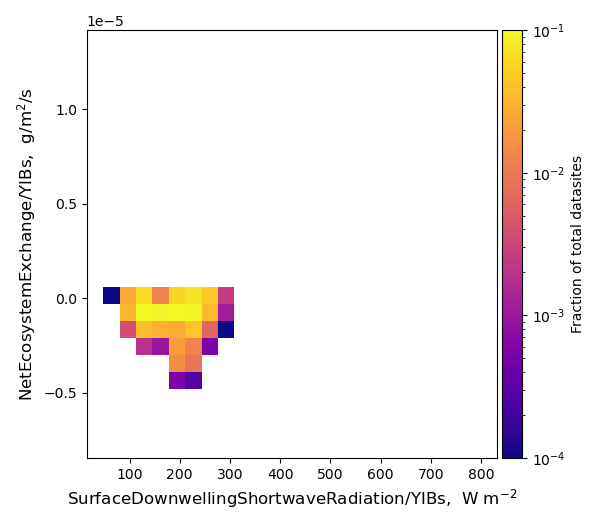 1e−5
1.0
0.5
0.0
−0.5
NetEcosystemExchange/YIBs,  g/m²/s
100 200 300 400 500 600 700 800
SurfaceDownwellingShortwaveRadiation/YIBs,  W m⁻²
10⁻¹
10⁻²
10⁻³
10⁻⁴
Fraction of total datasites